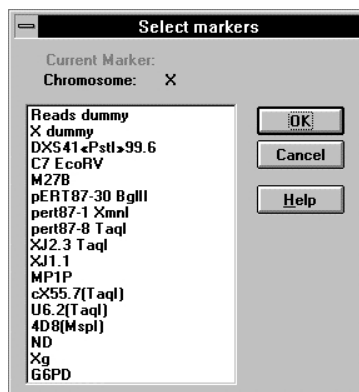 Select markers
Current Marker:
Chromosome: X
Reads dummy
X dummy
DXS41<PstI>99.6
C7 EcoRV
M27B
pERT87-30 BglII
pert87-1 XmnI
pert87-8 TaqI
XJ2.3 TaqI
XJ1.1
MP1P
cX55.7(TaqI)
U6.2(TaqI)
4D8(MspI)
ND
Xg
G6PD
OK
Cancel
Help